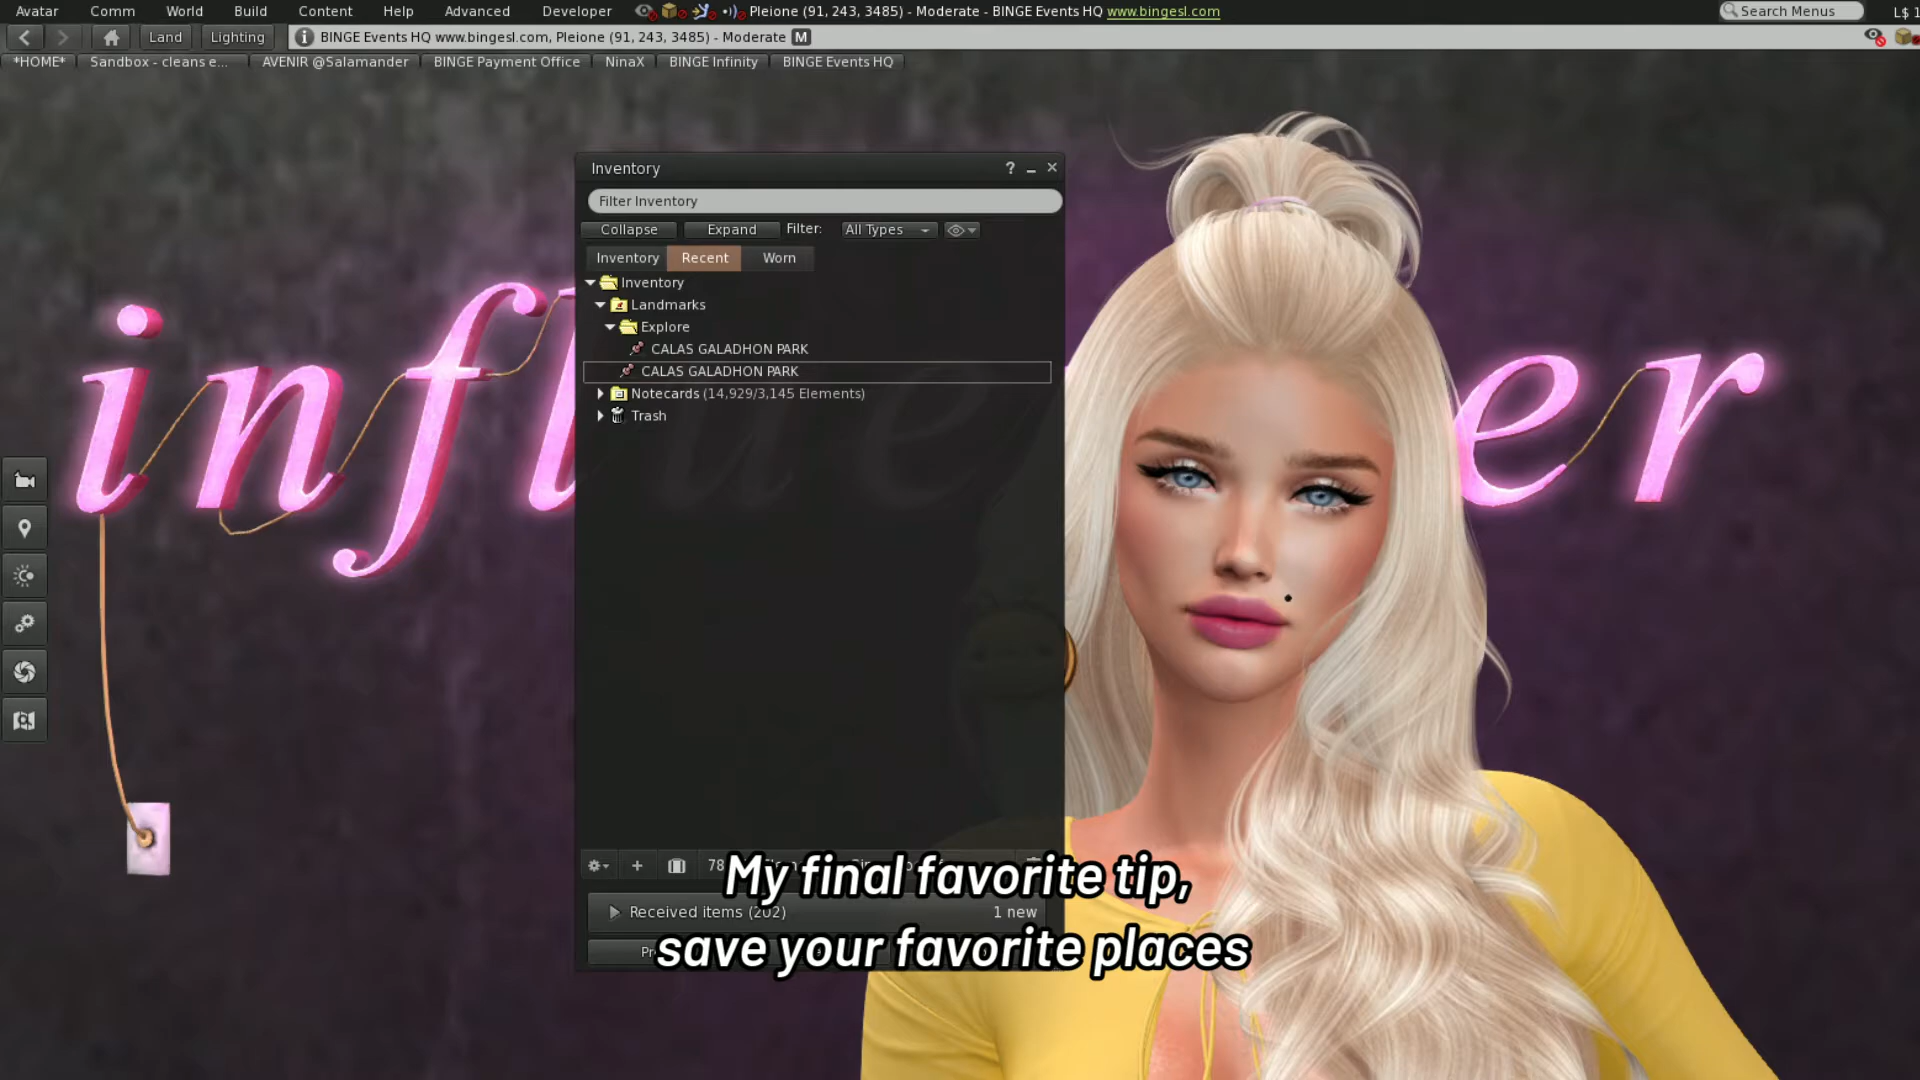 Avatar Comm World Build Content Help Advanced Developer Pleione (91, 243, 3485) - Moderate - BINGE Events HQ www.bingesl.com Search Menus L$ 1
Land Lighting BINGE Events HQ www.bingesl.com, Pleione (91, 243, 3485) - Moderate M
*HOME* Sandbox - cleans e... AVENIR @Salamander BINGE Payment Office NinaX BINGE Infinity BINGE Events HQ
Inventory
Filter Inventory
Collapse Expand Filter: All Types
Inventory Recent Worn
Inventory
Landmarks
Explore
CALAS GALADHON PARK
CALAS GALADHON PARK
Notecards (14,929/3,145 Elements)
Trash
influencer
My final favorite tip,
Received items (202) 1 new
save your favorite places